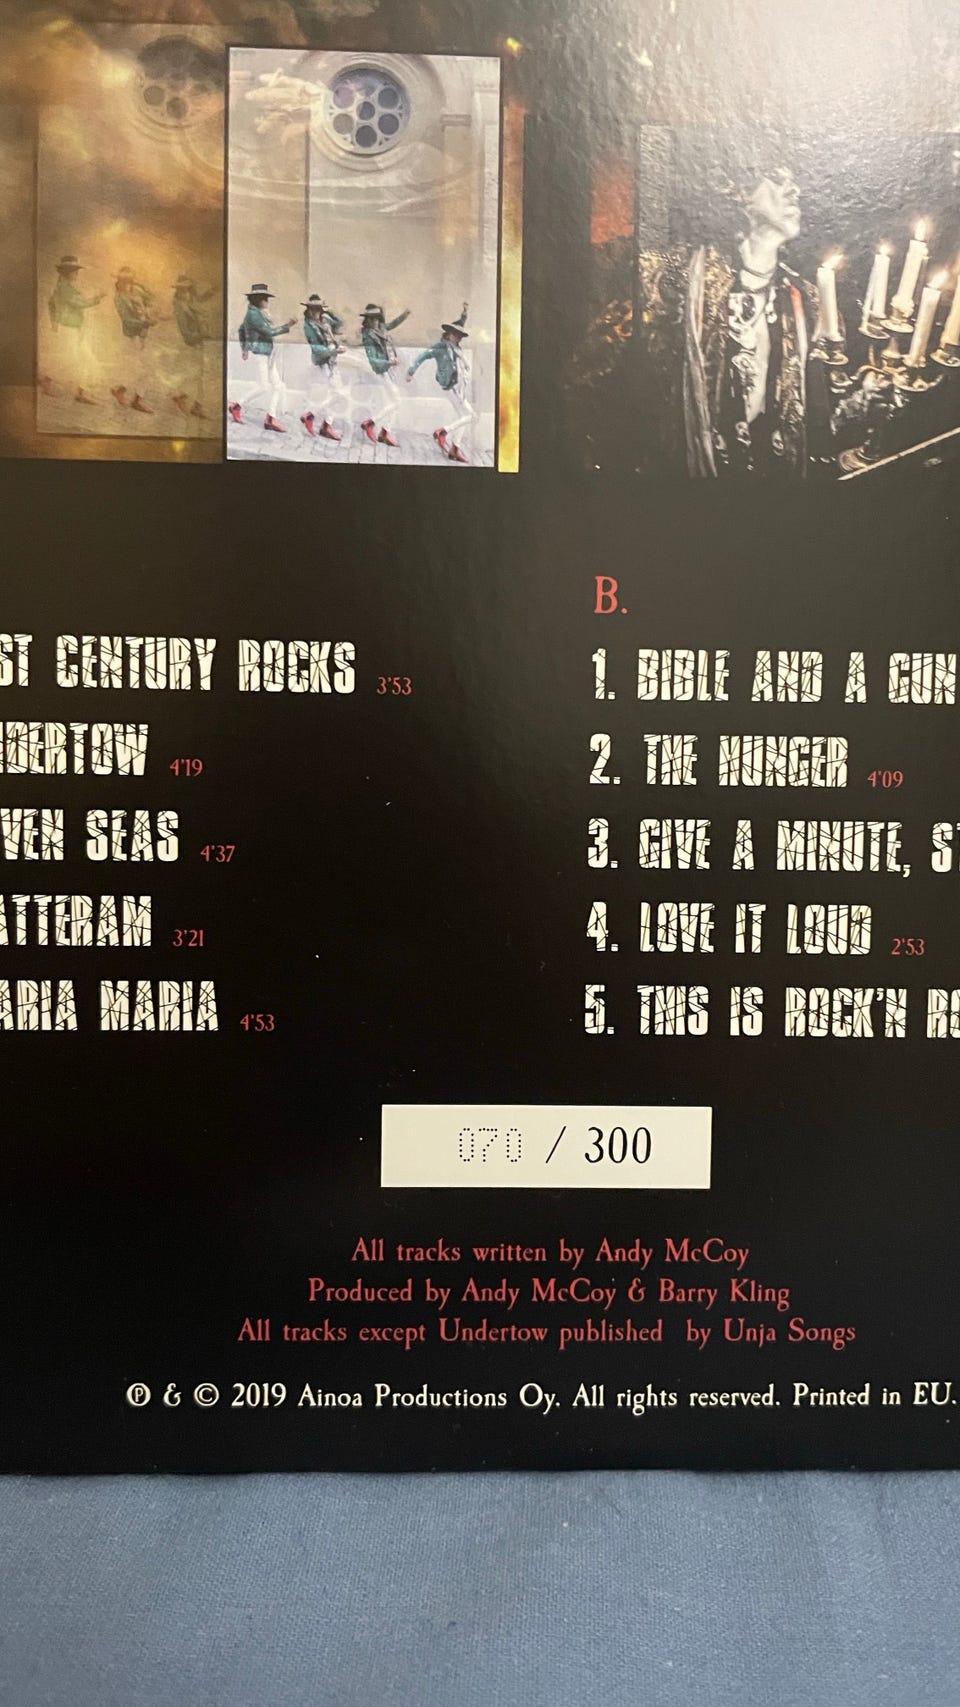 ST CENTURY ROCKS 3'53
NDERTOW 4'19
VEN SEAS 4'37
ATTERAM 3'21
ARIA MARIA 4'53
B.
1. BIBLE AND A GUN
2. THE HUNGER 4'09
3. GIVE A MINUTE, ST
4. LOVE IT LOUD 2'53
5. THIS IS ROCK'N RO
070 / 300
All tracks written by Andy McCoy
Produced by Andy McCoy & Barry Kling
All tracks except Undertow published by Unja Songs
℗ & © 2019 Ainoa Productions Oy. All rights reserved. Printed in EU.